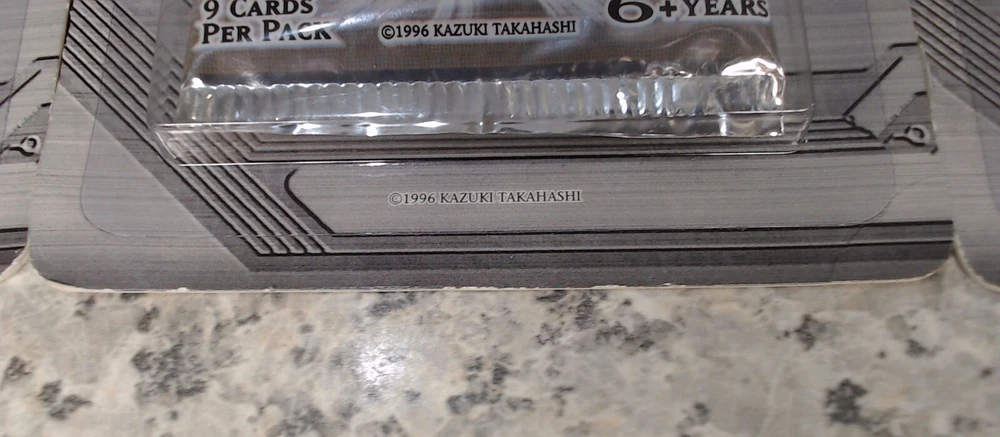 9 CARDS
PER PACK
©1996 KAZUKI TAKAHASHI
6+YEARS
©1996 KAZUKI TAKAHASHI